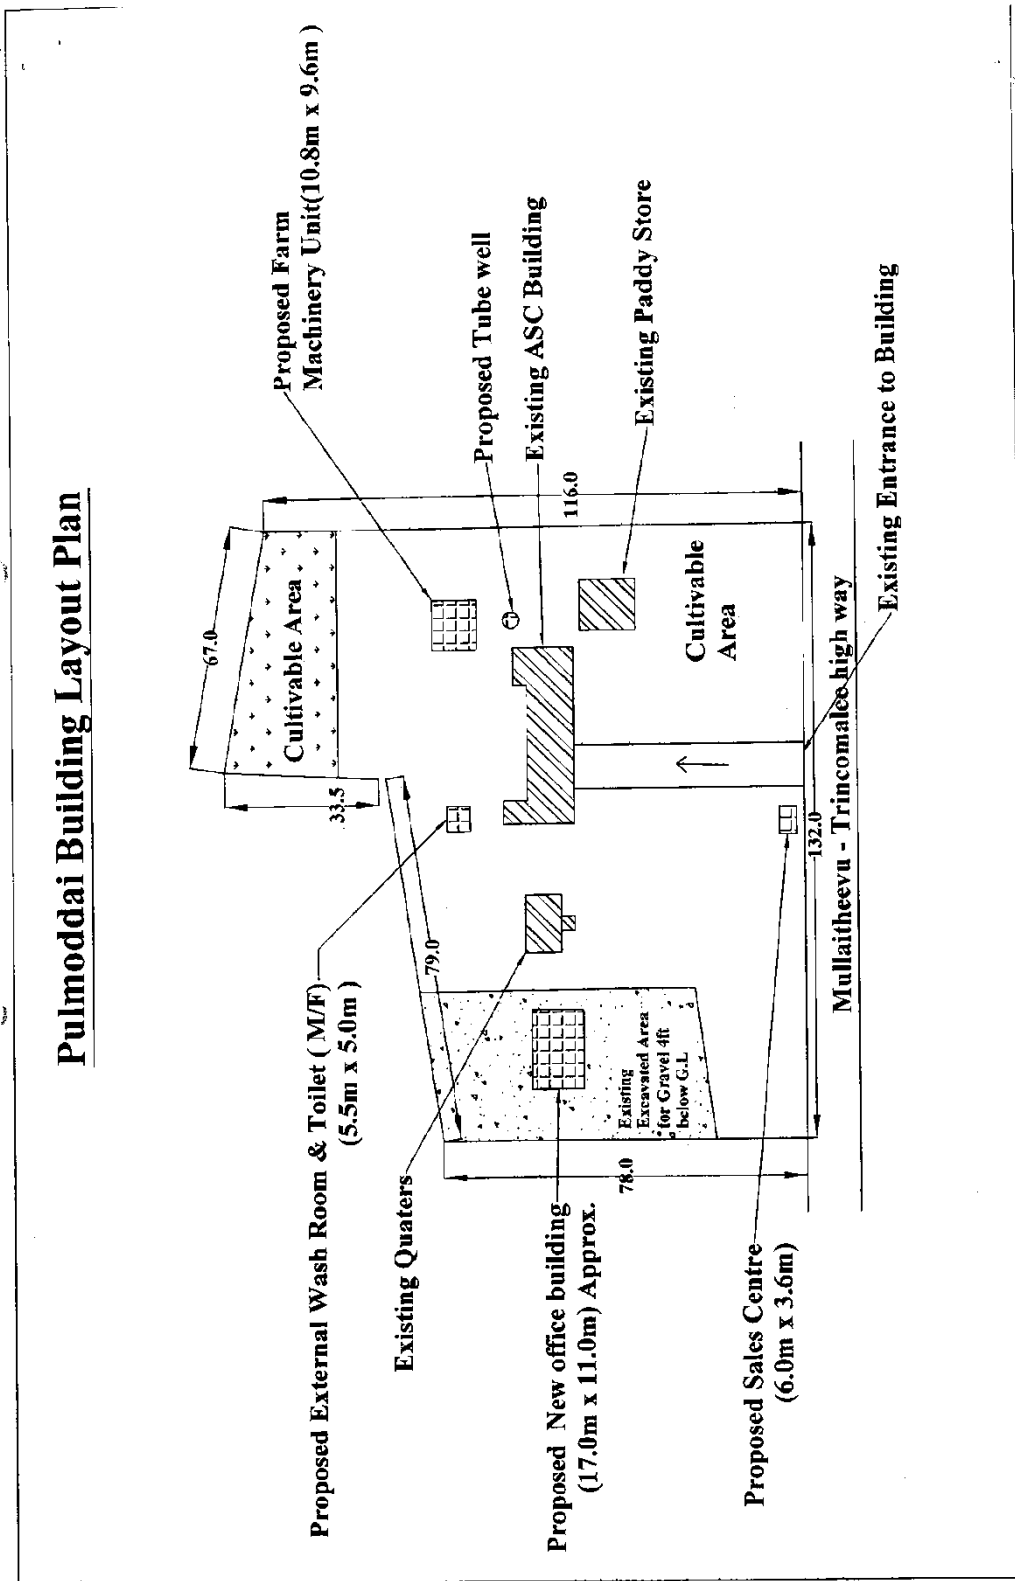 Pulmoddai Building Layout Plan
Proposed External Wash Room & Toilet ( M/F)
(5.5m x 5.0m )
Existing Quaters
Proposed New office building
(17.0m x 11.0m) Approx.
Proposed Sales Centre
(6.0m x 3.6m)
67.0
Cultivable Area
33.5
79.0
78.0
Existing
Excavated Area
for Gravel 4ft
below G.L
116.0
Cultivable
Area
132.0
Mullaitheevu - Trincomalee high way
Proposed Farm
Machinery Unit(10.8m x 9.6m )
Proposed Tube well
Existing ASC Building
Existing Paddy Store
Existing Entrance to Building